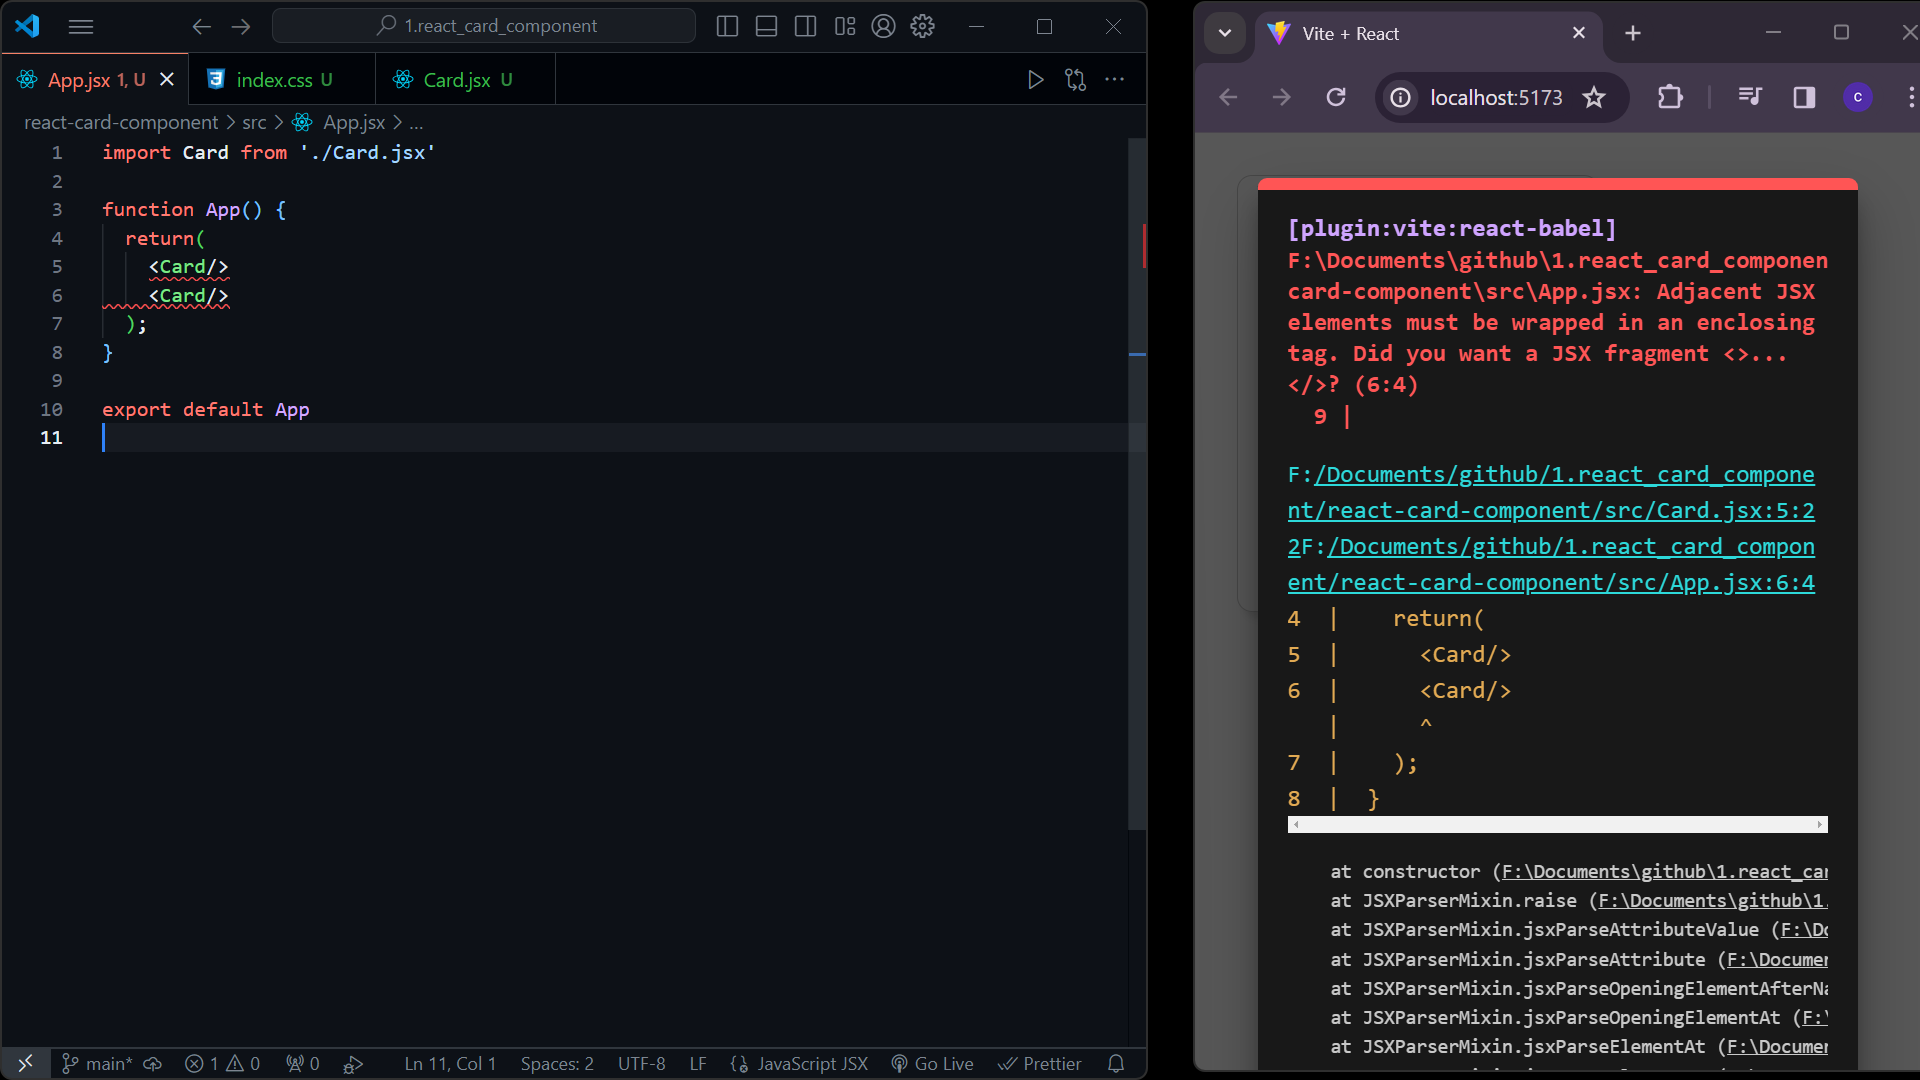 1.react_card_component
App.jsx 1, U
index.css U
Card.jsx U
react-card-component > src > App.jsx > ...
1 import Card from './Card.jsx'
2
3 function App() {
4 return(
5 <Card/>
6 <Card/>
7 );
8 }
9
10 export default App
11
main* 1 0 0 Ln 11, Col 1 Spaces: 2 UTF-8 LF JavaScript JSX Go Live Prettier
Vite + React
localhost:5173
c
[plugin:vite:react-babel]
F:\Documents\github\1.react_card_componen
card-component\src\App.jsx: Adjacent JSX
elements must be wrapped in an enclosing
tag. Did you want a JSX fragment <>...
</>? (6:4)
9 |
F:/Documents/github/1.react_card_compone
nt/react-card-component/src/Card.jsx:5:2
2F:/Documents/github/1.react_card_compon
ent/react-card-component/src/App.jsx:6:4
4 | return(
5 | <Card/>
6 | <Card/>
| ^
7 | );
8 | }
at constructor (F:\Documents\github\1.react_car
at JSXParserMixin.raise (F:\Documents\github\1.
at JSXParserMixin.jsxParseAttributeValue (F:\Do
at JSXParserMixin.jsxParseAttribute (F:\Documen
at JSXParserMixin.jsxParseOpeningElementAfterNa
at JSXParserMixin.jsxParseOpeningElementAt (F:\
at JSXParserMixin.jsxParseElementAt (F:\Documen